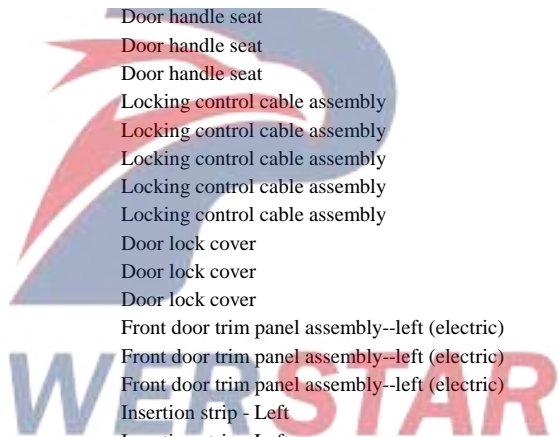 Door handle seat
Door handle seat
Door handle seat
Locking control cable assembly
Locking control cable assembly
Locking control cable assembly
Locking control cable assembly
Locking control cable assembly
Door lock cover
Door lock cover
Door lock cover
Front door trim panel assembly--left (electric)
Front door trim panel assembly--left (electric)
Front door trim panel assembly--left (electric)
Insertion strip - Left
WERSTAR